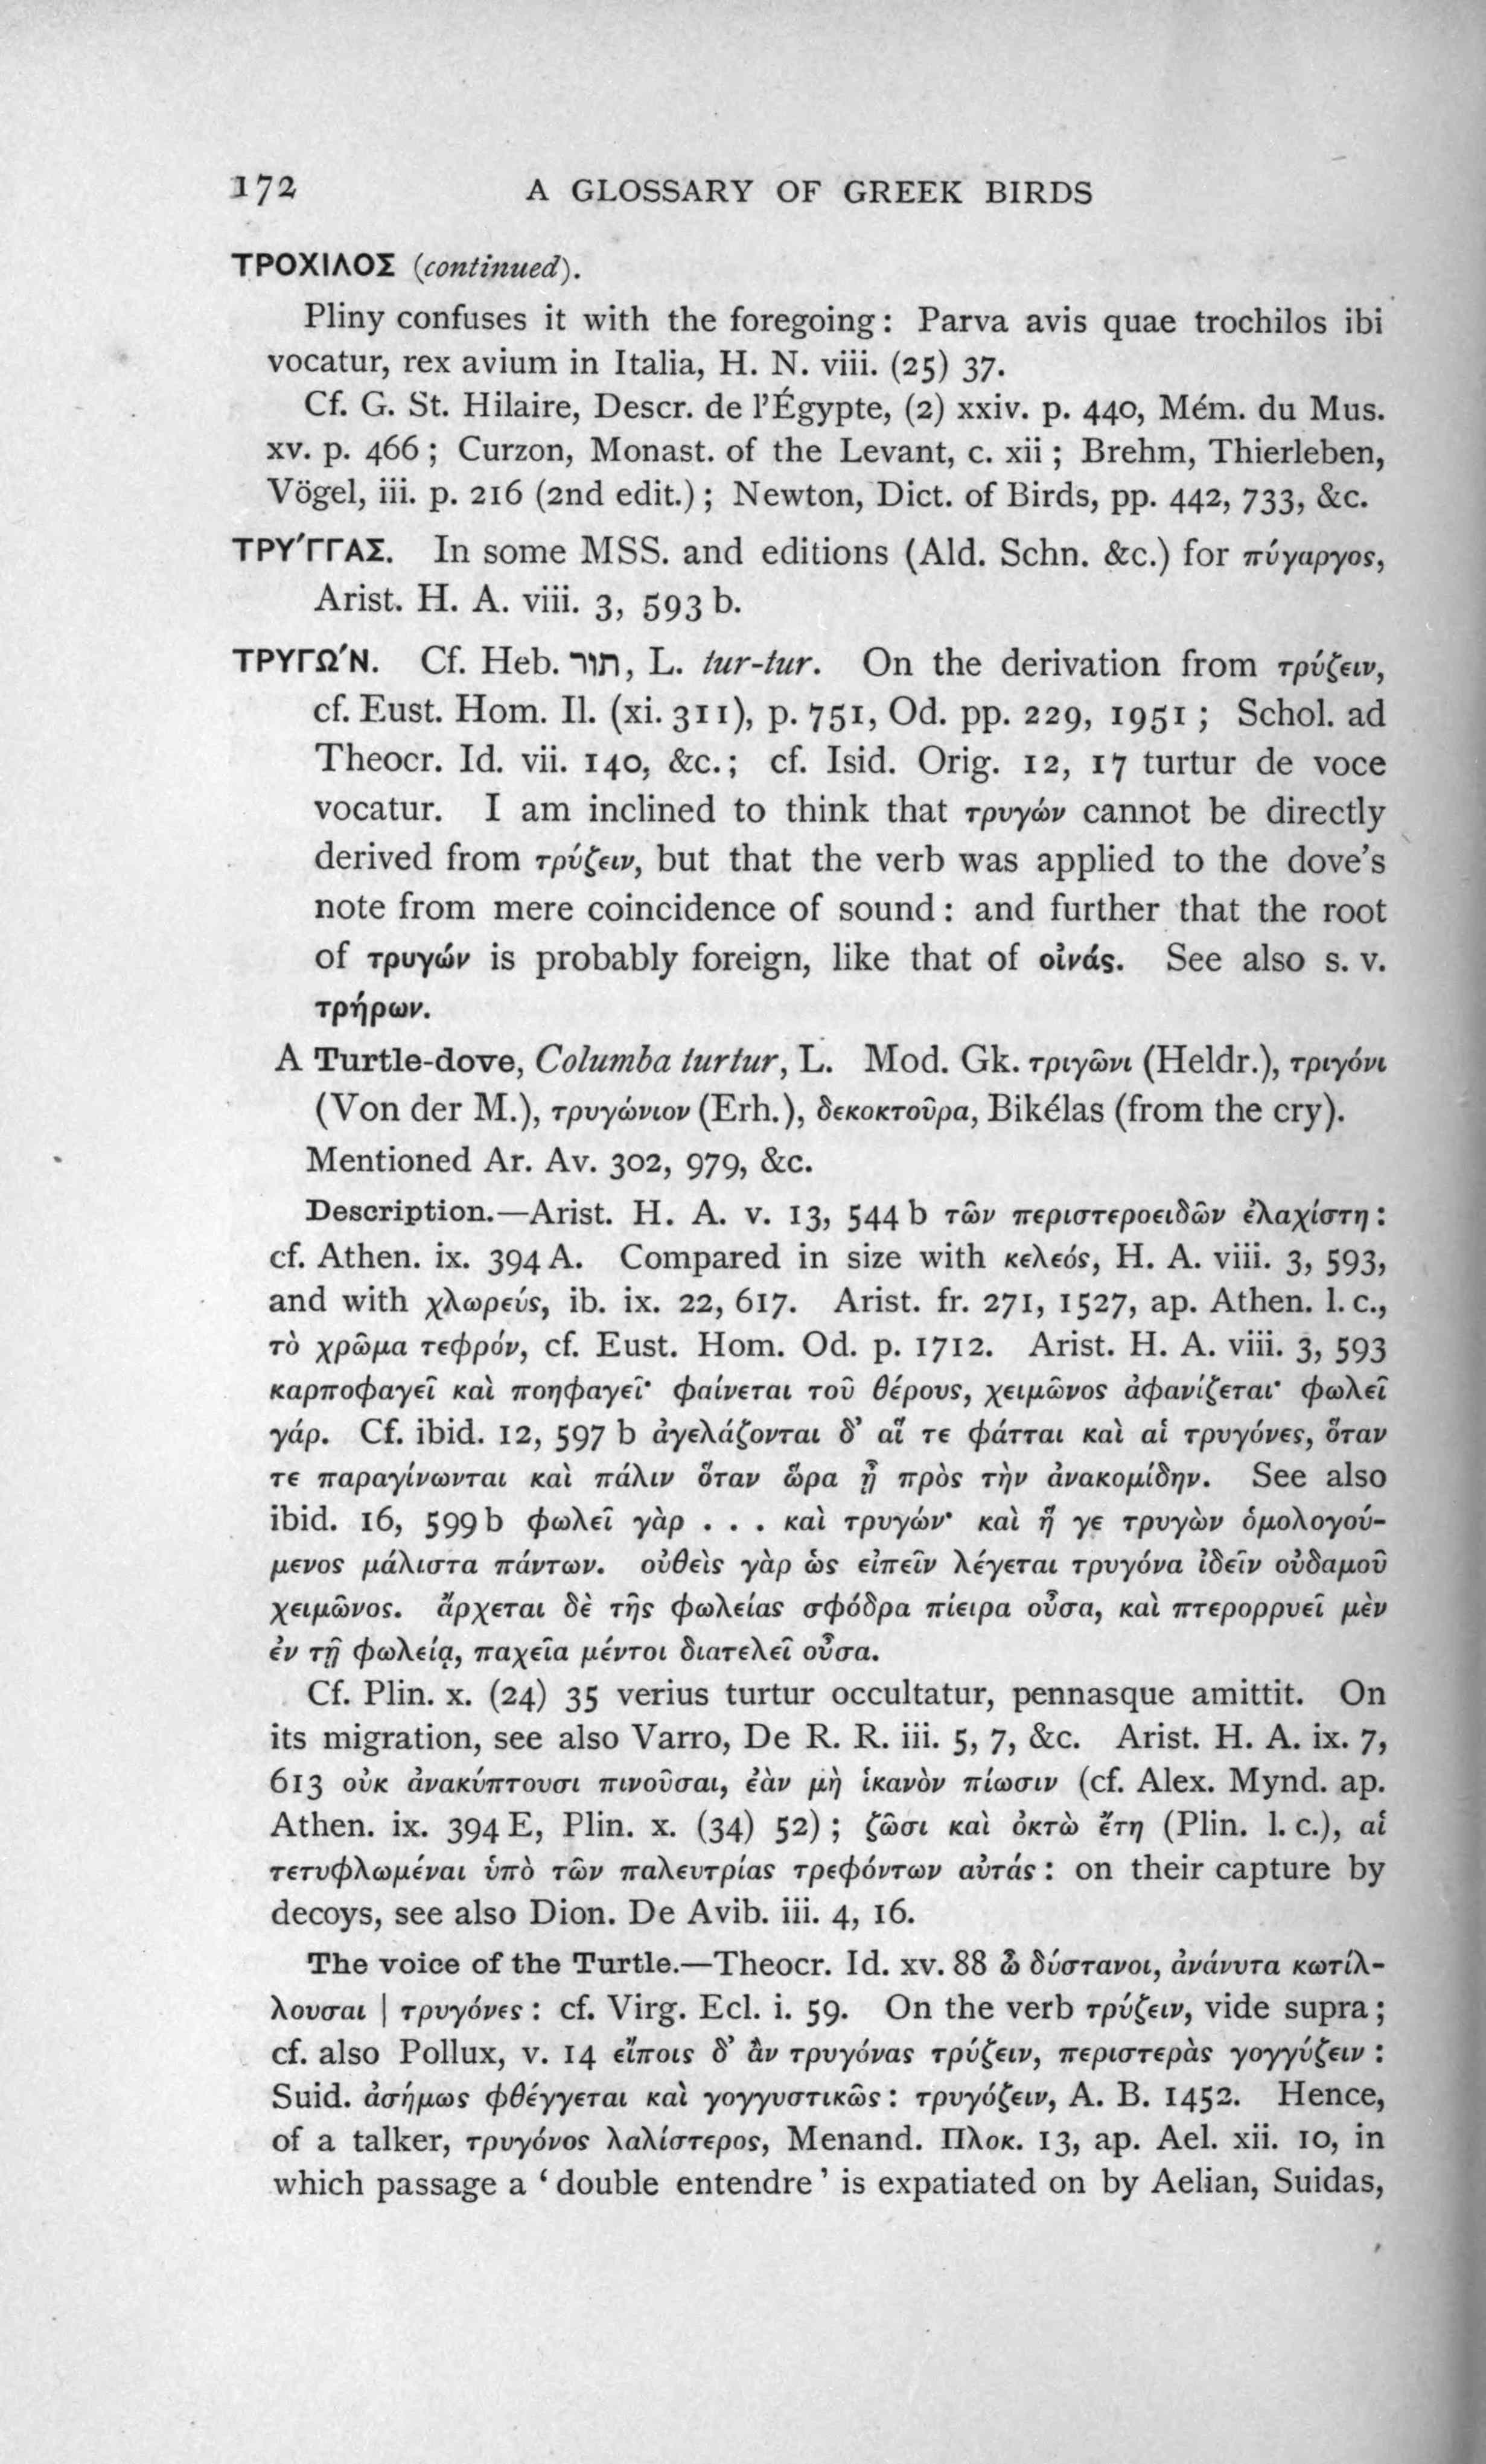 172 A GLOSSARY OF GREEK BIRDS
ΤΡΟΧΙΛΟΣ (continued).
Pliny confuses it with the foregoing: Parva avis quae trochilos ibi
vocatur, rex avium in Italia, H. N. viii. (25) 37.
Cf. G. St. Hilaire, Descr. de l'Égypte, (2) xxiv. p. 440, Mém. du Mus.
xv. p. 466; Curzon, Monast. of the Levant, c. xii; Brehm, Thierleben,
Vögel, iii. p. 216 (2nd edit.); Newton, Dict. of Birds, pp. 442, 733, &c.
ΤΡΥ´ΓΓΑΣ. In some MSS. and editions (Ald. Schn. &c.) for πύγαργος,
Arist. H. A. viii. 3, 593 b.
ΤΡΥΓΩ´Ν. Cf. Heb. תור, L. tur-tur. On the derivation from τρύζειν,
cf. Eust. Hom. Il. (xi. 311), p. 751, Od. pp. 229, 1951; Schol. ad
Theocr. Id. vii. 140, &c.; cf. Isid. Orig. 12, 17 turtur de voce
vocatur. I am inclined to think that τρυγών cannot be directly
derived from τρύζειν, but that the verb was applied to the dove's
note from mere coincidence of sound: and further that the root
of τρυγών is probably foreign, like that of οἰνάς. See also s. v.
τρήρων.
A Turtle-dove, Columba turtur, L. Mod. Gk. τριγῶνι (Heldr.), τριγόνι
(Von der M.), τρυγώνιον (Erh.), δεκοκτοῦρα, Bikélas (from the cry).
Mentioned Ar. Av. 302, 979, &c.
Description.—Arist. H. A. v. 13, 544 b τῶν περιστεροειδῶν ἐλαχίστη:
cf. Athen. ix. 394 A. Compared in size with κελεός, H. A. viii. 3, 593,
and with χλωρεύς, ib. ix. 22, 617. Arist. fr. 271, 1527, ap. Athen. l. c.,
τὸ χρῶμα τεφρόν, cf. Eust. Hom. Od. p. 1712. Arist. H. A. viii. 3, 593
καρποφαγεῖ καὶ ποηφαγεῖ· φαίνεται τοῦ θέρους, χειμῶνος ἀφανίζεται· φωλεῖ
γάρ. Cf. ibid. 12, 597 b ἀγελάζονται δ' αἵ τε φάτται καὶ αἱ τρυγόνες, ὅταν
τε παραγίνωνται καὶ πάλιν ὅταν ὥρα ᾖ πρὸς τὴν ἀνακομίδην. See also
ibid. 16, 599 b φωλεῖ γὰρ . . . καὶ τρυγών· καὶ ἥ γε τρυγὼν ὁμολογού-
μενος μάλιστα πάντων. οὐθεὶς γὰρ ὡς εἰπεῖν λέγεται τρυγόνα ἰδεῖν οὐδαμοῦ
χειμῶνος. ἄρχεται δὲ τῆς φωλείας σφόδρα πίειρα οὖσα, καὶ πτερορρυεῖ μὲν
ἐν τῇ φωλείᾳ, παχεῖα μέντοι διατελεῖ οὖσα.
Cf. Plin. x. (24) 35 verius turtur occultatur, pennasque amittit. On
its migration, see also Varro, De R. R. iii. 5, 7, &c. Arist. H. A. ix. 7,
613 οὐκ ἀνακύπτουσι πινοῦσαι, ἐὰν μὴ ἱκανὸν πίωσιν (cf. Alex. Mynd. ap.
Athen. ix. 394 E, Plin. x. (34) 52); ζῶσι καὶ ὀκτὼ ἔτη (Plin. l. c.), αἱ
τετυφλωμέναι ὑπὸ τῶν παλευτρίας τρεφόντων αὐτάς: on their capture by
decoys, see also Dion. De Avib. iii. 4, 16.
The voice of the Turtle.—Theocr. Id. xv. 88 ὦ δύστανοι, ἀνάνυτα κωτίλ-
λουσαι | τρυγόνες: cf. Virg. Ecl. i. 59. On the verb τρύζειν, vide supra;
cf. also Pollux, v. 14 εἴποις δ' ἂν τρυγόνας τρύζειν, περιστερὰς γογγύζειν:
Suid. ἀσήμως φθέγγεται καὶ γογγυστικῶς: τρυγόζειν, A. B. 1452. Hence,
of a talker, τρυγόνος λαλίστερος, Menand. Πλοκ. 13, ap. Ael. xii. 10, in
which passage a 'double entendre' is expatiated on by Aelian, Suidas,